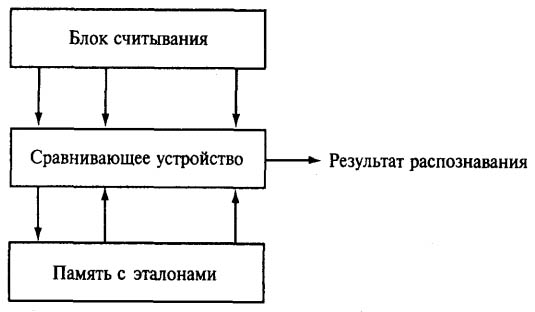 Блок считывания
Сравнивающее устройство
Результат распознавания
Память с эталонами